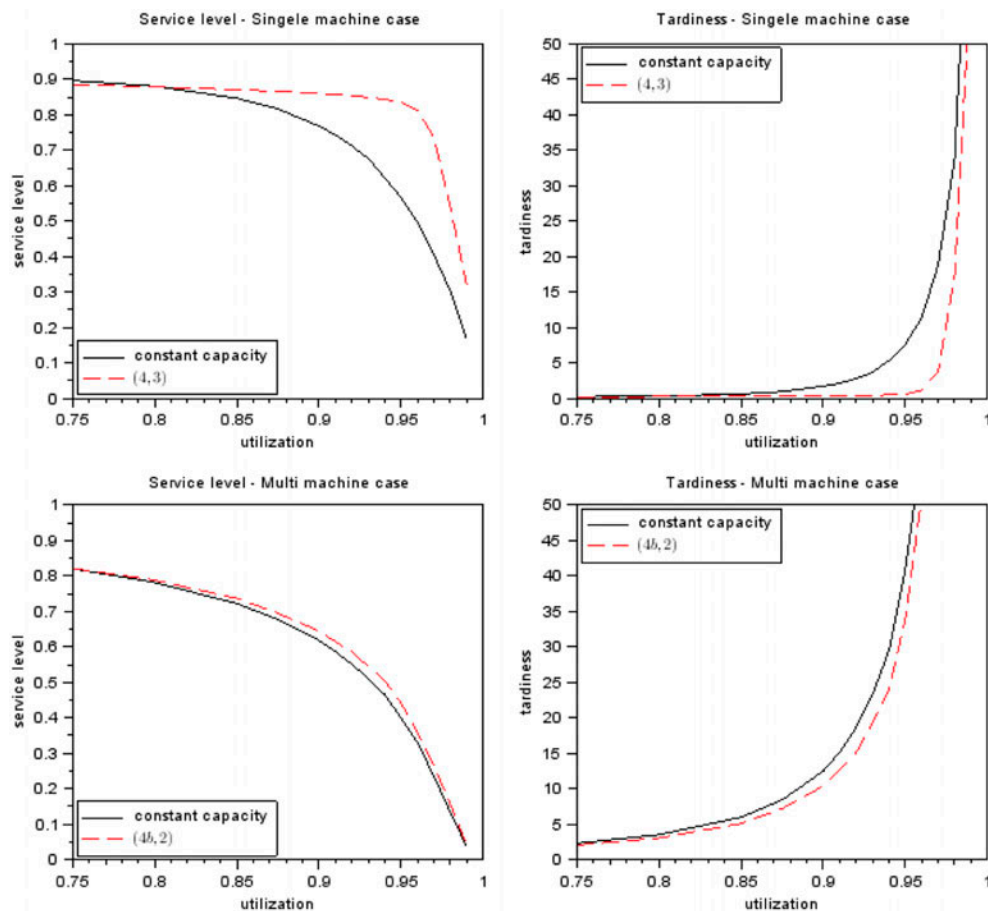 Service level - Singele machine case
1
0.9
0.8
0.7
0.6
0.5
0.4
0.3
0.2
0.1
0
service level
constant capacity
(4, 3)
0.75 0.8 0.85 0.9 0.95 1
utilization
Tardiness - Singele machine case
50
45
40
35
30
25
20
15
10
5
0
tardiness
constant capacity
(4, 3)
0.75 0.8 0.85 0.9 0.95 1
utilization
Service level - Multi machine case
1
0.9
0.8
0.7
0.6
0.5
0.4
0.3
0.2
0.1
0
service level
constant capacity
(4b, 2)
0.75 0.8 0.85 0.9 0.95 1
utilization
Tardiness - Multi machine case
50
45
40
35
30
25
20
15
10
5
0
tardiness
constant capacity
(4b, 2)
0.75 0.8 0.85 0.9 0.95 1
utilization